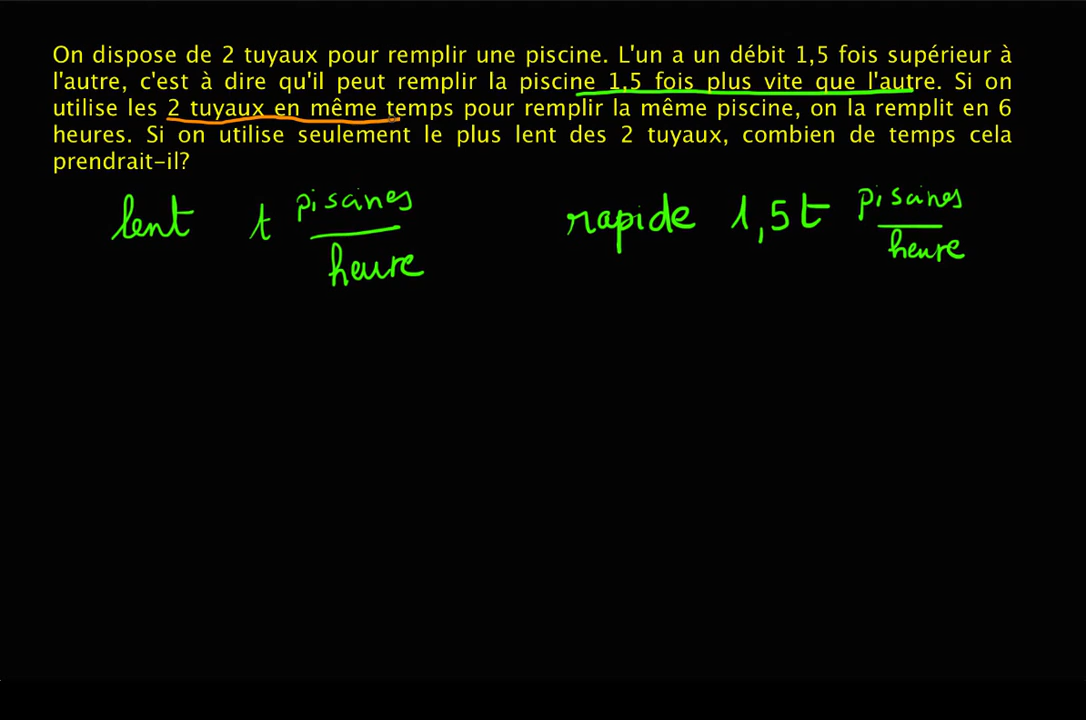 On dispose de 2 tuyaux pour remplir une piscine. L'un a un débit 1,5 fois supérieur à
l'autre, c'est à dire qu'il peut remplir la piscine 1,5 fois plus vite que l'autre. Si on
utilise les 2 tuyaux en même temps pour remplir la même piscine, on la remplit en 6
heures. Si on utilise seulement le plus lent des 2 tuyaux, combien de temps cela
prendrait-il?
lent t piscines/heure rapide 1,5t piscines/heure